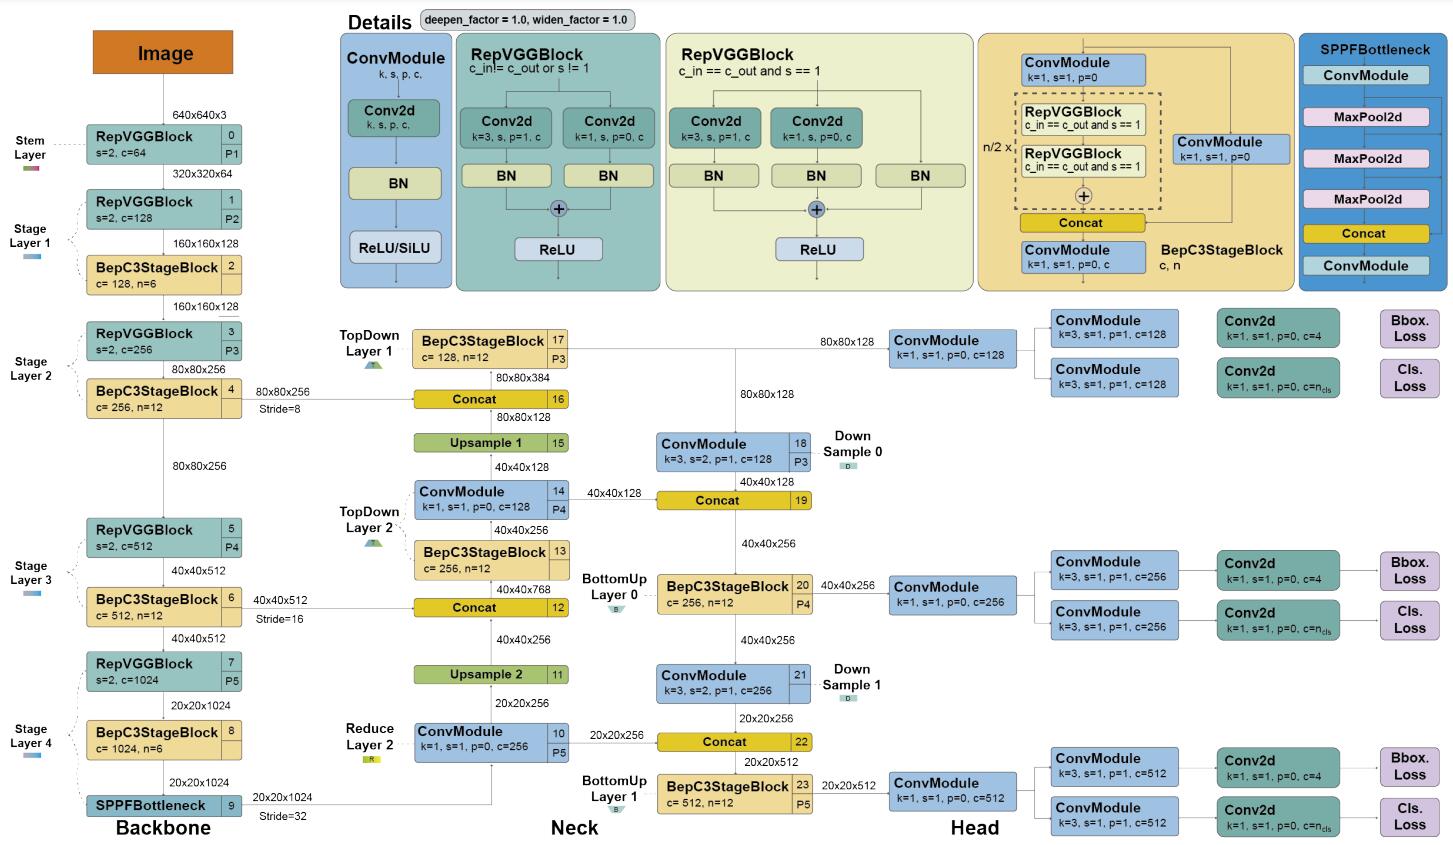 Details
deepen_factor = 1.0, widen_factor = 1.0
Image
640x640x3
Stem
Layer
RepVGGBlock 0
s=2, c=64 P1
320x320x64
Stage
Layer 1
RepVGGBlock 1
s=2, c=128 P2
160x160x128
BepC3StageBlock 2
c= 128, n=6
160x160x128
Stage
Layer 2
RepVGGBlock 3
s=2, c=256 P3
80x80x256
BepC3StageBlock 4
c= 256, n=12
80x80x256
Stride=8
80x80x256
Stage
Layer 3
RepVGGBlock 5
s=2, c=512 P4
40x40x512
BepC3StageBlock 6
c= 512, n=12
40x40x512
Stride=16
40x40x512
Stage
Layer 4
RepVGGBlock 7
s=2, c=1024 P5
20x20x1024
BepC3StageBlock 8
c= 1024, n=6
20x20x1024
SPPFBottleneck 9
20x20x1024
Stride=32
Backbone
ConvModule
k, s, p, c,
Conv2d
k, s, p, c,
BN
ReLU/SiLU
RepVGGBlock
c_in!= c_out or s != 1
Conv2d
k=3, s, p=1, c
Conv2d
k=1, s, p=0, c
BN
BN
+
ReLU
RepVGGBlock
c_in == c_out and s == 1
Conv2d
k=3, s, p=1, c
Conv2d
k=1, s, p=0, c
BN
BN
BN
+
ReLU
ConvModule
k=1, s=1, p=0
n/2 x
RepVGGBlock
c_in == c_out and s == 1
RepVGGBlock
c_in == c_out and s == 1
+
ConvModule
k=1, s=1, p=0
Concat
ConvModule
k=1, s=1, p=0, c
BepC3StageBlock
c, n
SPPFBottleneck
ConvModule
MaxPool2d
MaxPool2d
MaxPool2d
Concat
ConvModule
TopDown
Layer 1
T
BepC3StageBlock 17
c= 128, n=12 P3
80x80x384
Concat 16
80x80x128
Upsample 1 15
40x40x128
TopDown
Layer 2
T
ConvModule 14
k=1, s=1, p=0, c=128 P4
40x40x128
40x40x256
BepC3StageBlock 13
c= 256, n=12
40x40x768
Concat 12
40x40x256
Upsample 2 11
20x20x256
Reduce
Layer 2
R
ConvModule 10
k=1, s=1, p=0, c=256 P5
20x20x256
80x80x128
80x80x128
ConvModule 18
k=3, s=2, p=1, c=128 P3
Down
Sample 0
D
40x40x128
Concat 19
40x40x256
BottomUp
Layer 0
B
BepC3StageBlock 20
c= 256, n=12 P4
40x40x256
40x40x256
ConvModule 21
k=3, s=2, p=1, c=256
Down
Sample 1
D
20x20x256
Concat 22
20x20x512
BottomUp
Layer 1
B
BepC3StageBlock 23
c= 512, n=12 P5
20x20x512
Neck
ConvModule
k=1, s=1, p=0, c=128
ConvModule
k=3, s=1, p=1, c=128
Conv2d
k=1, s=1, p=0, c=4
Bbox.
Loss
ConvModule
k=3, s=1, p=1, c=128
Conv2d
k=1, s=1, p=0, c=ncls
Cls.
Loss
ConvModule
k=1, s=1, p=0, c=256
ConvModule
k=3, s=1, p=1, c=256
Conv2d
k=1, s=1, p=0, c=4
Bbox.
Loss
ConvModule
k=3, s=1, p=1, c=256
Conv2d
k=1, s=1, p=0, c=ncls
Cls.
Loss
ConvModule
k=1, s=1, p=0, c=512
ConvModule
k=3, s=1, p=1, c=512
Conv2d
k=1, s=1, p=0, c=4
Bbox.
Loss
ConvModule
k=3, s=1, p=1, c=512
Conv2d
k=1, s=1, p=0, c=ncls
Cls.
Loss
Head